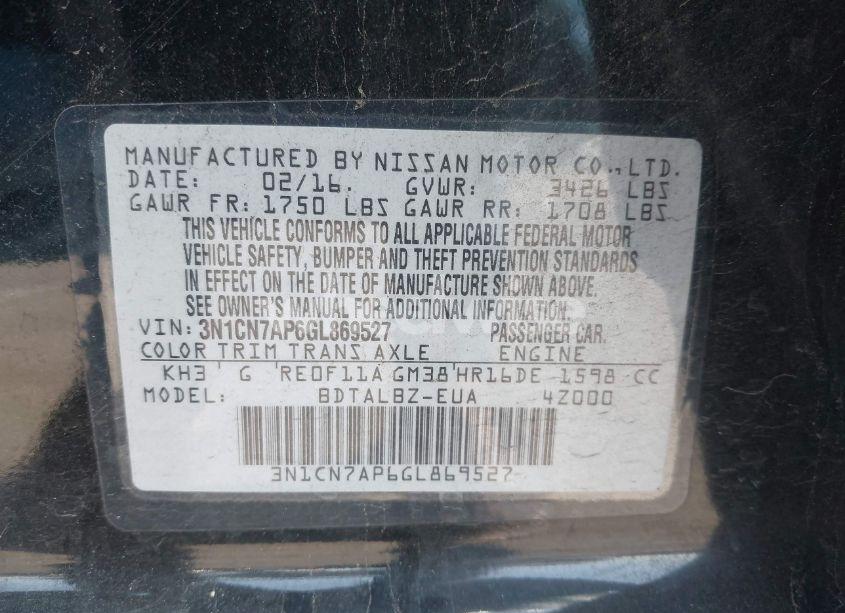 MANUFACTURED BY NISSAN MOTOR CO., LTD.
DATE: 02/16. GVWR: 3426 LBS
GAWR FR: 1750 LBS GAWR RR: 1708 LBS
THIS VEHICLE CONFORMS TO ALL APPLICABLE FEDERAL MOTOR
VEHICLE SAFETY, BUMPER AND THEFT PREVENTION STANDARDS
IN EFFECT ON THE DATE OF MANUFACTURE SHOWN ABOVE.
SEE OWNER'S MANUAL FOR ADDITIONAL INFORMATION.
VIN: 3N1CN7AP6GL869527 PASSENGER CAR.
COLOR TRIM TRANS AXLE ENGINE
KH3 G RE0F11A GM38 HR16DE 1598 CC
MODEL: BDTALBZ-EUA 4Z000
3N1CN7AP6GL869527